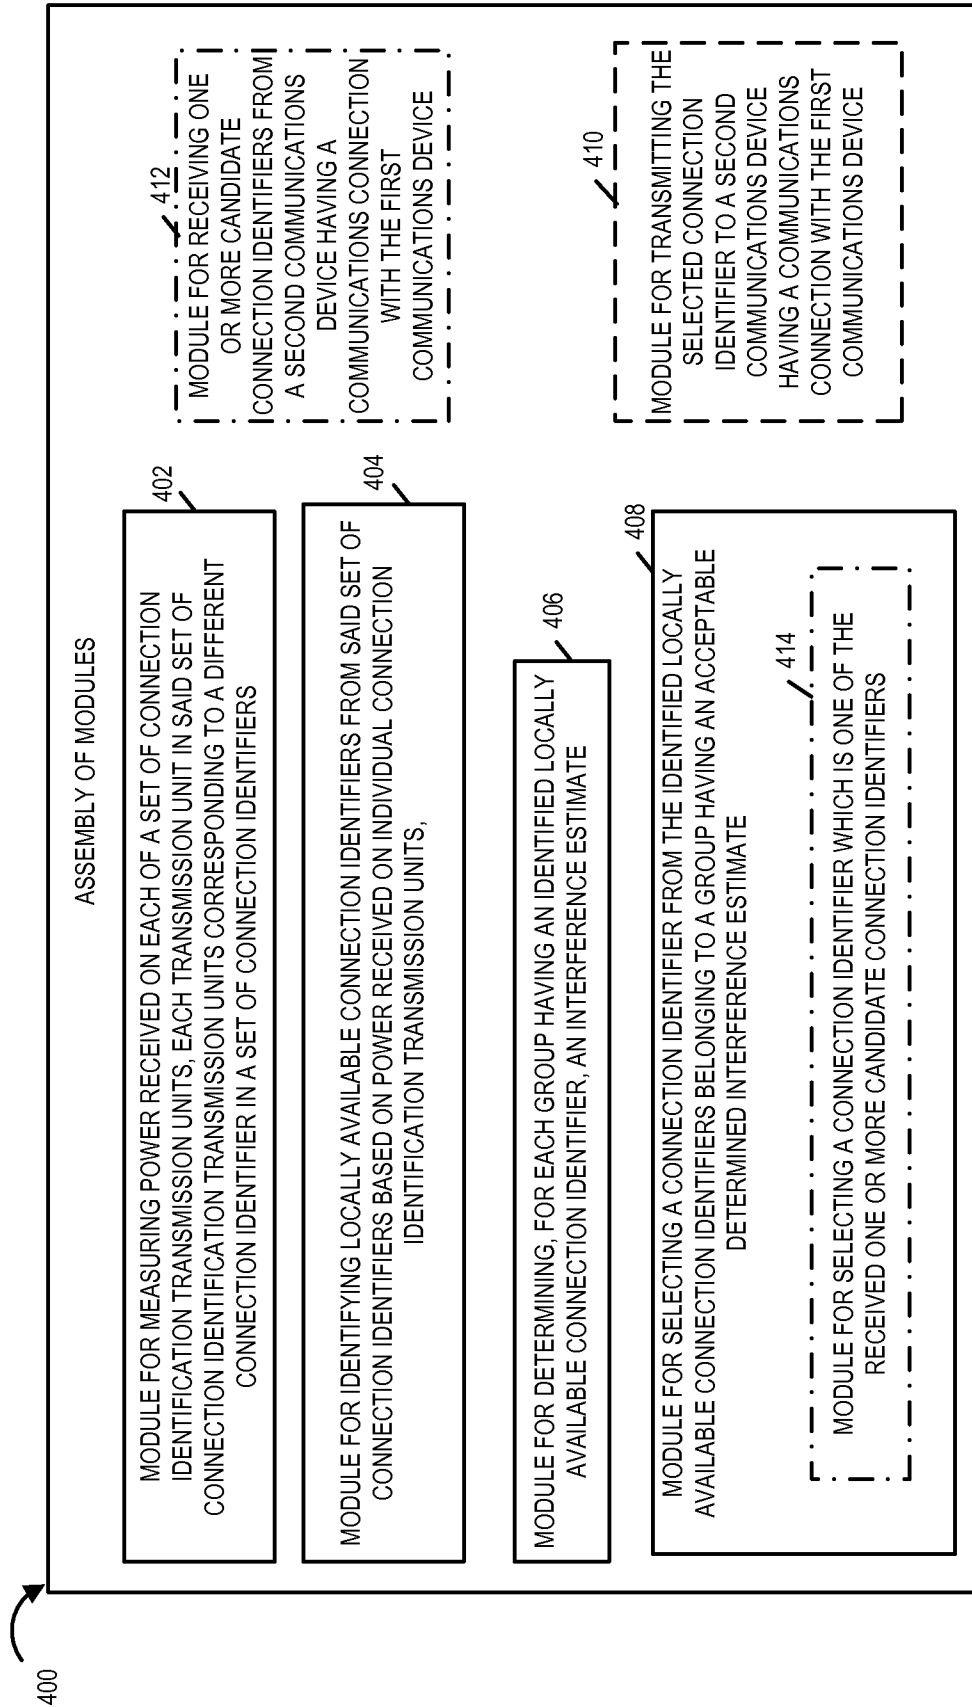 400
ASSEMBLY OF MODULES
402
MODULE FOR MEASURING POWER RECEIVED ON EACH OF A SET OF CONNECTION
IDENTIFICATION TRANSMISSION UNITS, EACH TRANSMISSION UNIT IN SAID SET OF
CONNECTION IDENTIFICATION TRANSMISSION UNITS CORRESPONDING TO A DIFFERENT
CONNECTION IDENTIFIER IN A SET OF CONNECTION IDENTIFIERS
404
MODULE FOR IDENTIFYING LOCALLY AVAILABLE CONNECTION IDENTIFIERS FROM SAID SET OF
CONNECTION IDENTIFIERS BASED ON POWER RECEIVED ON INDIVIDUAL CONNECTION
IDENTIFICATION TRANSMISSION UNITS,
406
MODULE FOR DETERMINING, FOR EACH GROUP HAVING AN IDENTIFIED LOCALLY
AVAILABLE CONNECTION IDENTIFIER, AN INTERFERENCE ESTIMATE
408
MODULE FOR SELECTING A CONNECTION IDENTIFIER FROM THE IDENTIFIED LOCALLY
AVAILABLE CONNECTION IDENTIFIERS BELONGING TO A GROUP HAVING AN ACCEPTABLE
DETERMINED INTERFERENCE ESTIMATE
414
MODULE FOR SELECTING A CONNECTION IDENTIFIER WHICH IS ONE OF THE
RECEIVED ONE OR MORE CANDIDATE CONNECTION IDENTIFIERS
412
MODULE FOR RECEIVING ONE
OR MORE CANDIDATE
CONNECTION IDENTIFIERS FROM
A SECOND COMMUNICATIONS
DEVICE HAVING A
COMMUNICATIONS CONNECTION
WITH THE FIRST
COMMUNICATIONS DEVICE
410
MODULE FOR TRANSMITTING THE
SELECTED CONNECTION
IDENTIFIER TO A SECOND
COMMUNICATIONS DEVICE
HAVING A COMMUNICATIONS
CONNECTION WITH THE FIRST
COMMUNICATIONS DEVICE